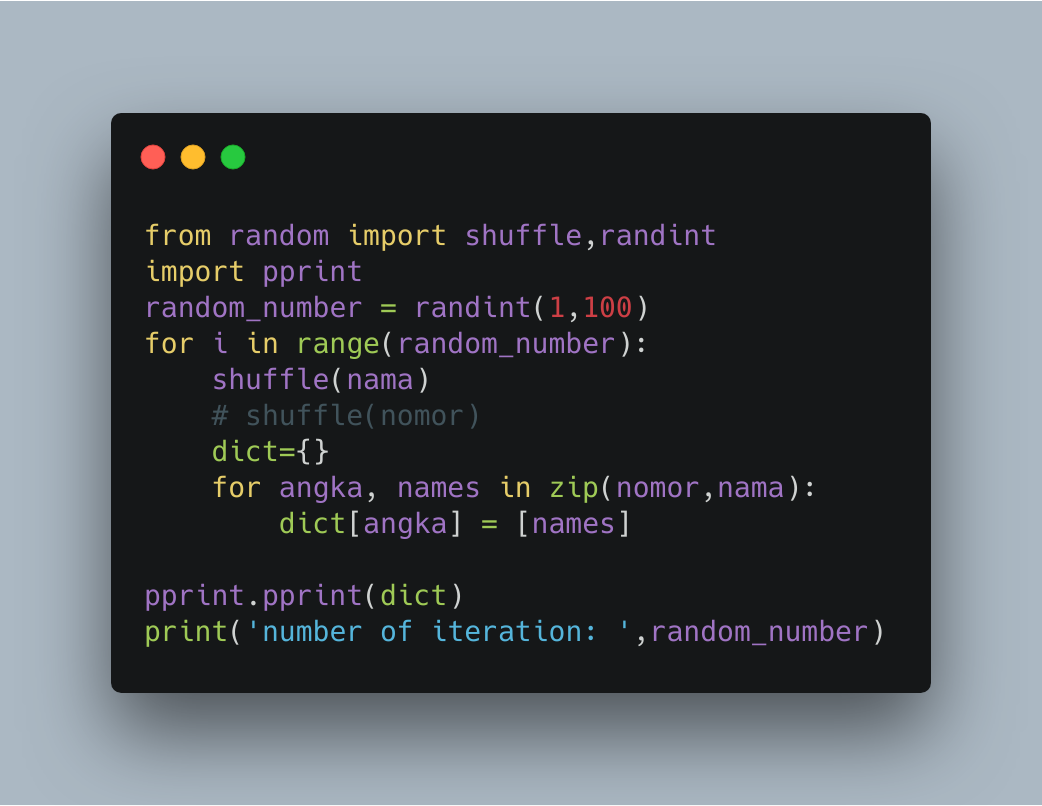 from random import shuffle,randint
import pprint
random_number = randint(1,100)
for i in range(random_number):
    shuffle(nama)
    # shuffle(nomor)
    dict={}
    for angka, names in zip(nomor,nama):
        dict[angka] = [names]

pprint.pprint(dict)
print('number of iteration: ',random_number)